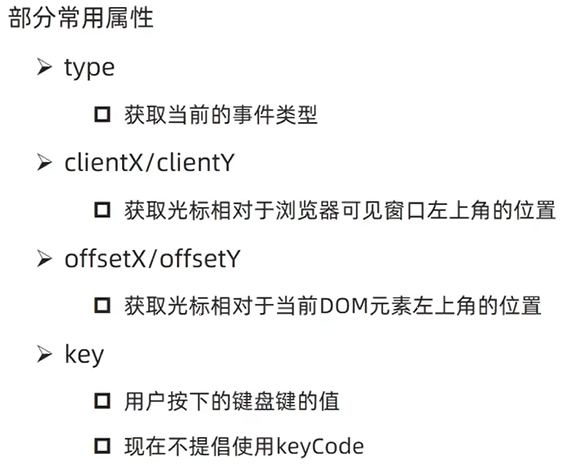 部分常用属性
type
获取当前的事件类型
clientX/clientY
获取光标相对于浏览器可见窗口左上角的位置
offsetX/offsetY
获取光标相对于当前DOM元素左上角的位置
key
用户按下的键盘键的值
现在不提倡使用keyCode